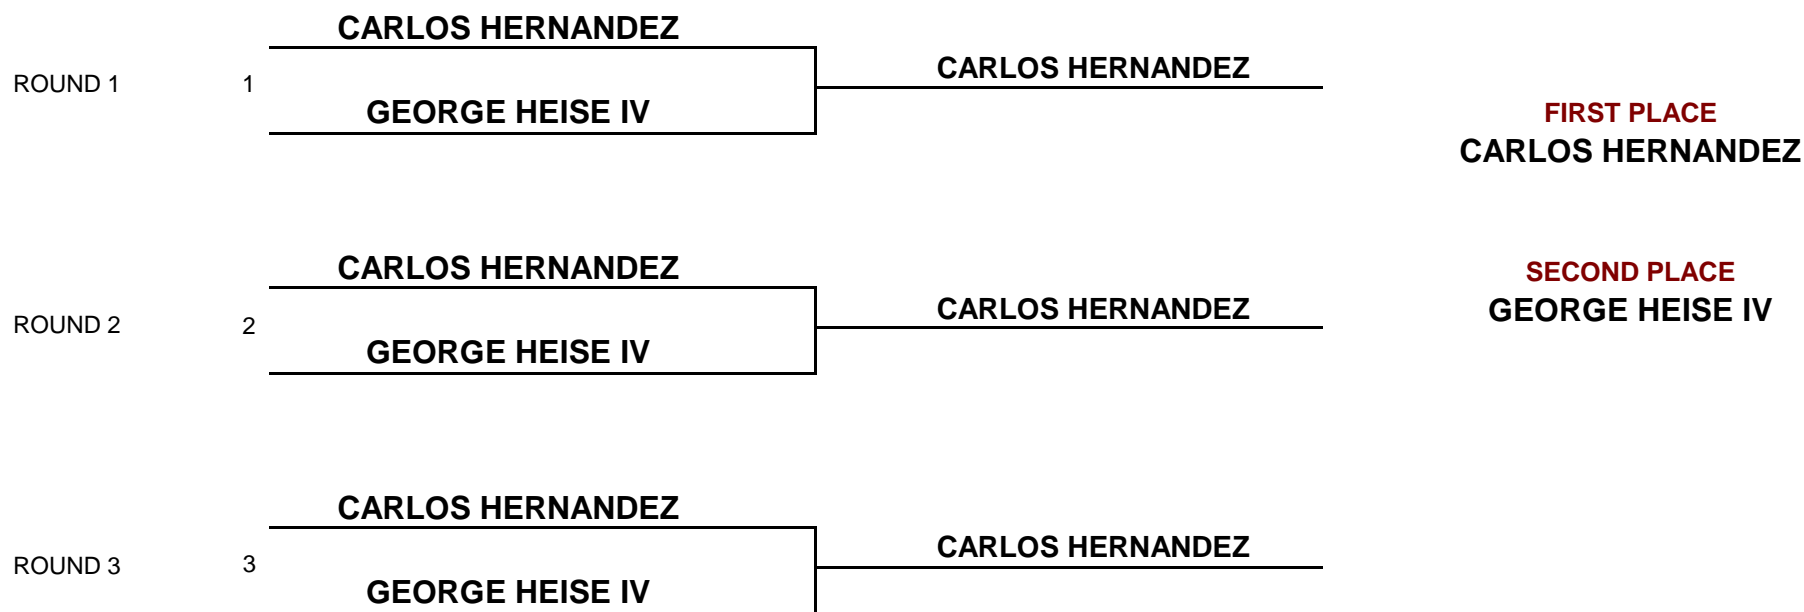 CARLOS HERNANDEZ
ROUND 1 1 CARLOS HERNANDEZ
GEORGE HEISE IV FIRST PLACE
CARLOS HERNANDEZ
CARLOS HERNANDEZ SECOND PLACE
ROUND 2 2 CARLOS HERNANDEZ GEORGE HEISE IV
GEORGE HEISE IV
CARLOS HERNANDEZ
ROUND 3 3 CARLOS HERNANDEZ
GEORGE HEISE IV